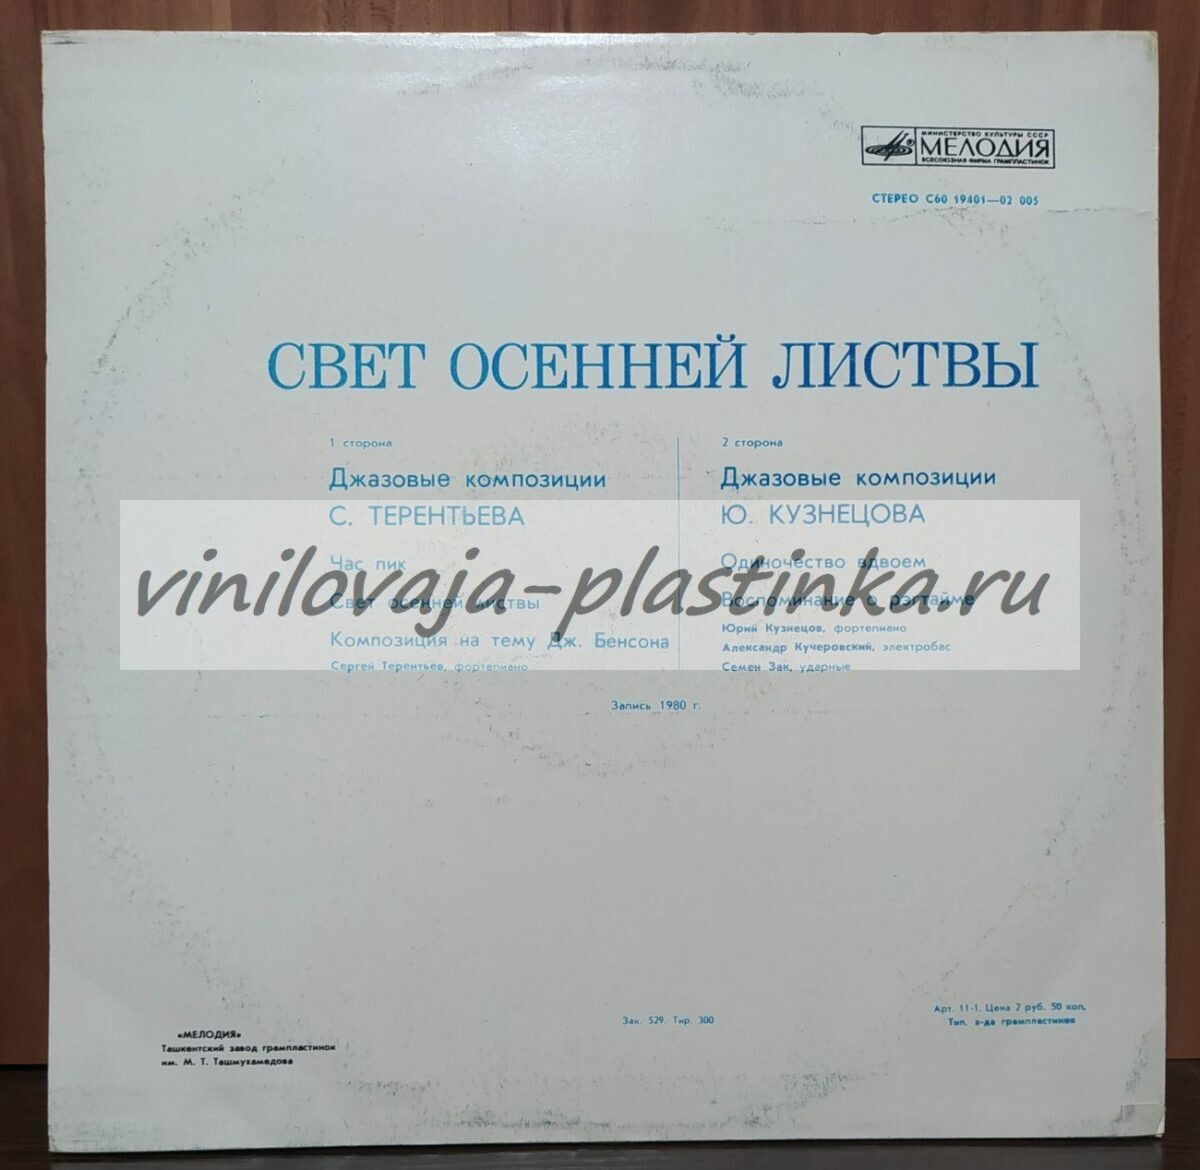 МИНИСТЕРСТВО КУЛЬТУРЫ СССР
МЕЛОДИЯ
ВСЕСОЮЗНАЯ ФИРМА ГРАМПЛАСТИНОК
СТЕРЕО С60 19401—02 005
СВЕТ ОСЕННЕЙ ЛИСТВЫ
1 сторона
Джазовые композиции
С. ТЕРЕНТЬЕВА
Час пик
Свет осенней листвы
Композиция на тему Дж. Бенсона
Сергей Терентьев, фортепиано
2 сторона
Джазовые композиции
Ю. КУЗНЕЦОВА
Одиночество вдвоем
Воспоминание о рэгтайме
Юрий Кузнецов, фортепиано
Александр Кучеровский, электробас
Семен Зак, ударные
vinilovaja-plastinka.ru
Запись 1980 г.
«МЕЛОДИЯ»
Ташкентский завод грампластинок
им. М. Т. Ташмухамедова
Зак. 529. Тир. 300
Арт. 11-1. Цена 2 руб. 50 коп.
Тип. з-да грампластинок